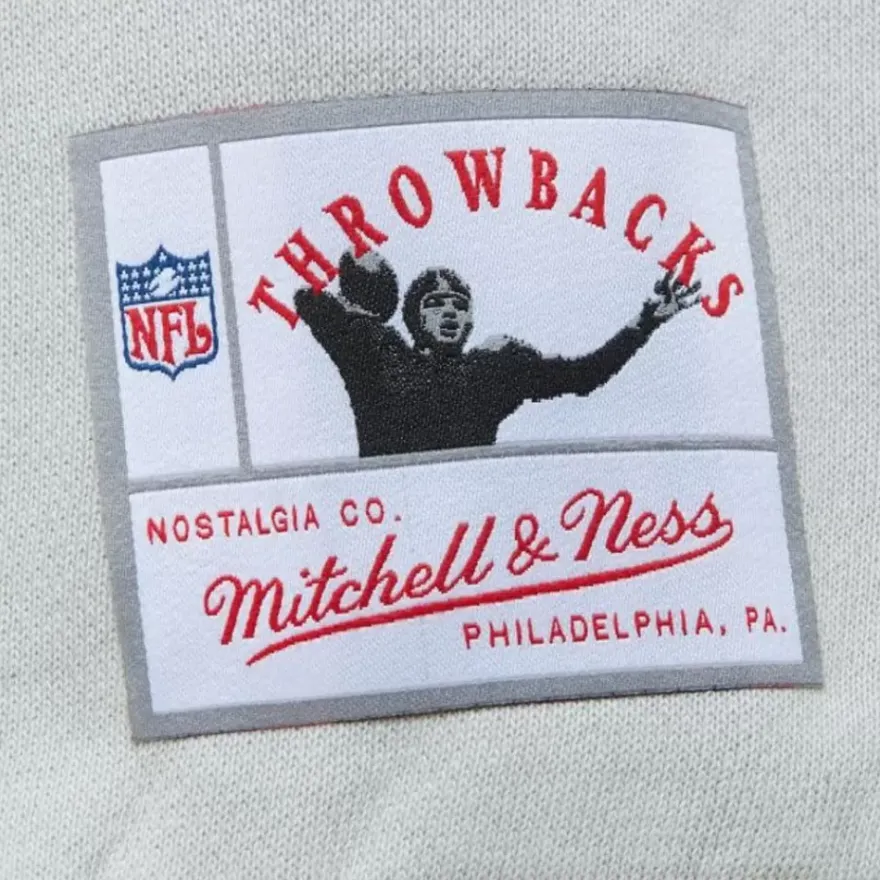 THROWBACKS
NFL
NOSTALGIA CO.
Mitchell & Ness
PHILADELPHIA, PA.